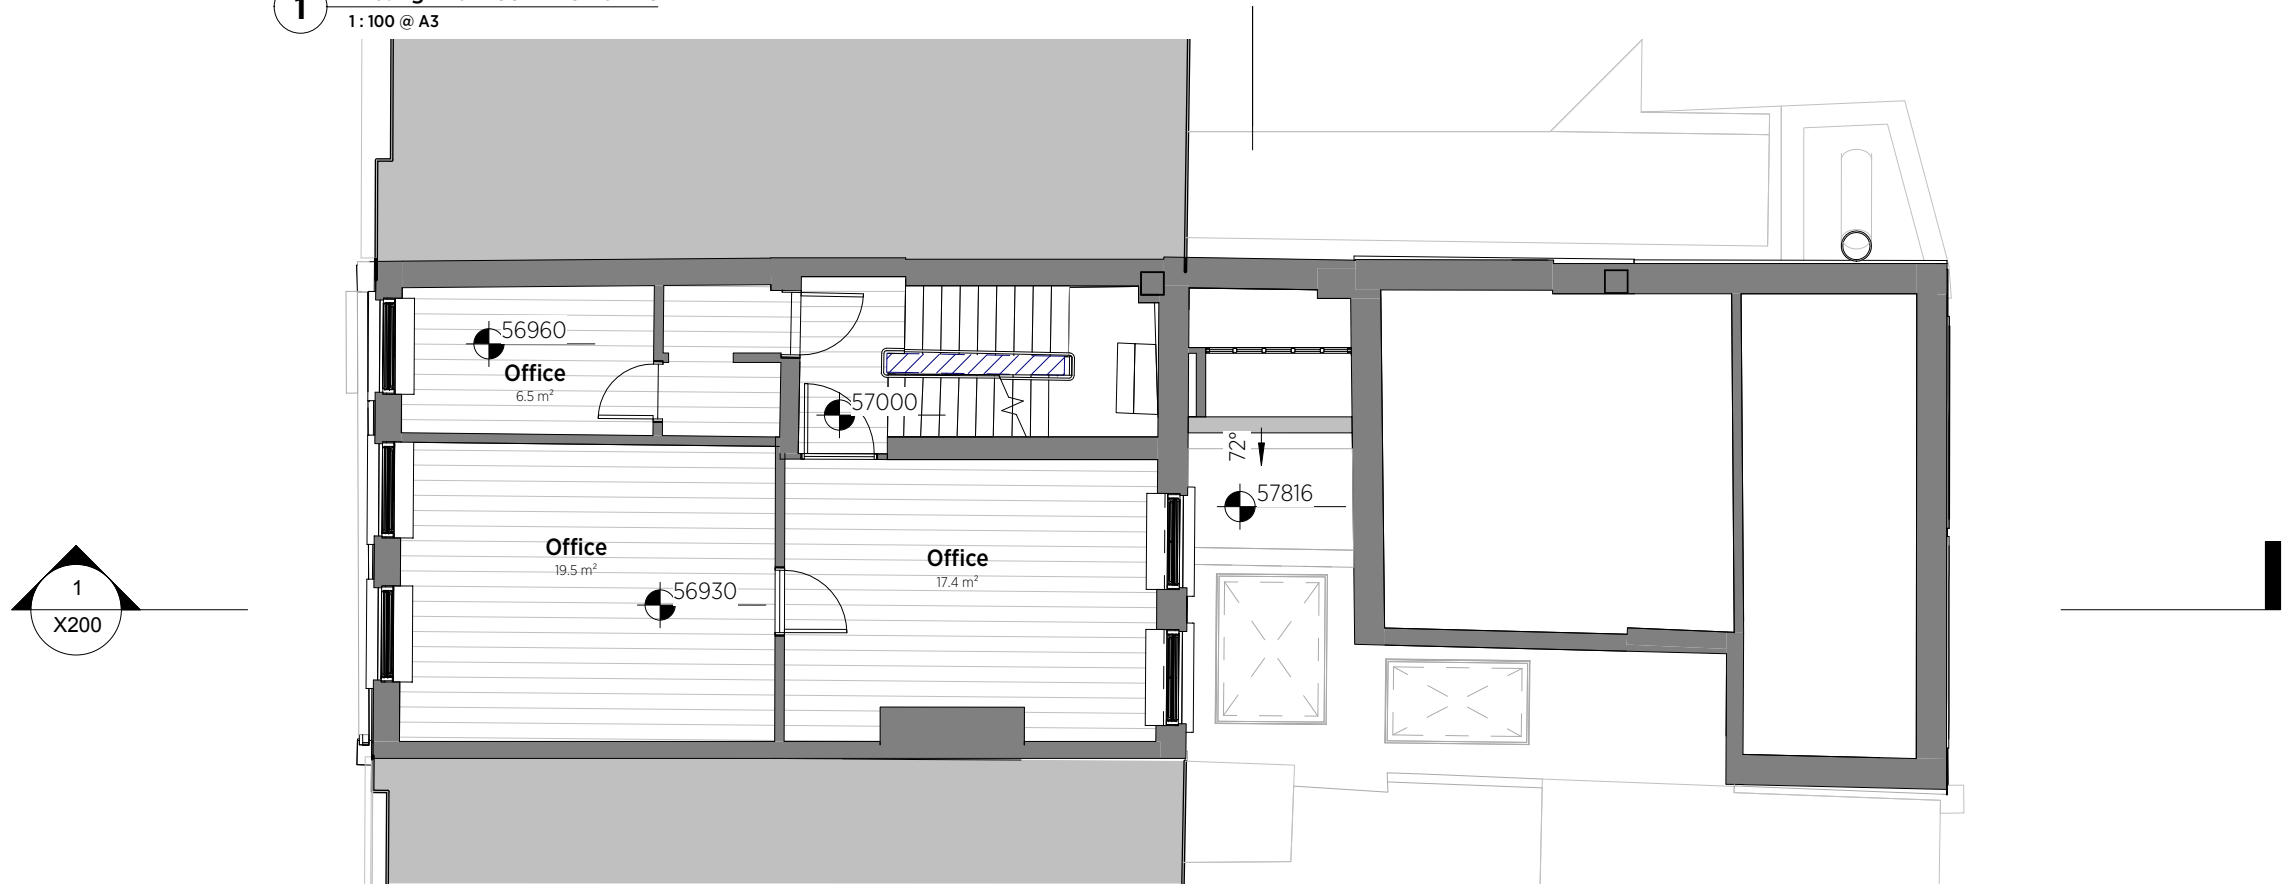 1
1 : 100 @ A3
56960
Office
6.5 m²
57000
72°
57816
Office
19.5 m²
Office
17.4 m²
56930
1
X200